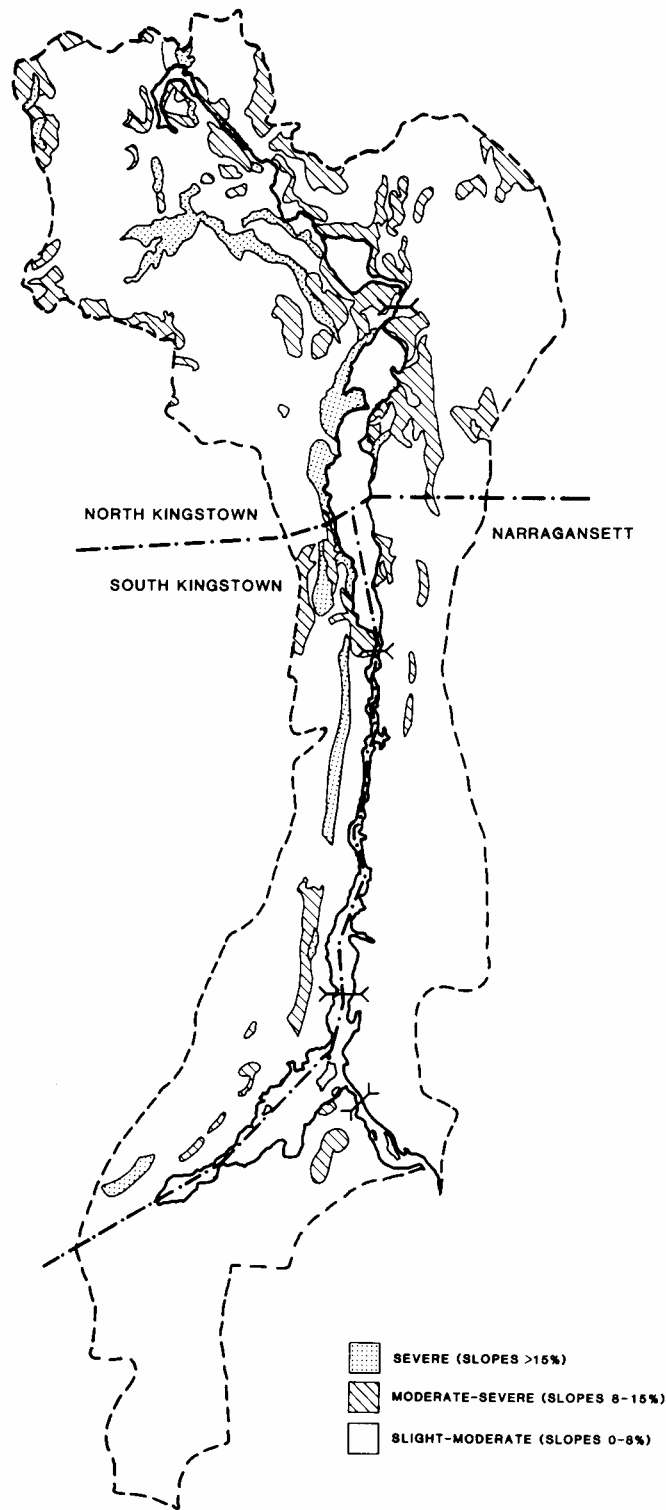 NORTH KINGSTOWN
NARRAGANSETT
SOUTH KINGSTOWN
SEVERE (SLOPES >15%)
MODERATE-SEVERE (SLOPES 8-15%)
SLIGHT-MODERATE (SLOPES 0-8%)